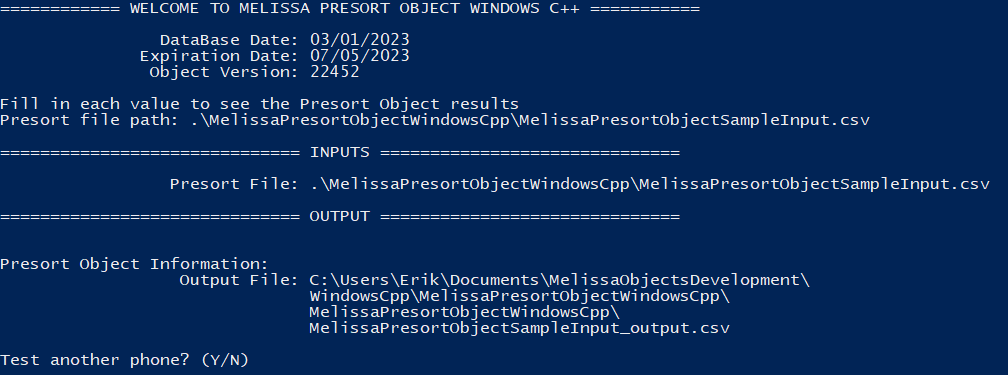 ============ WELCOME TO MELISSA PRESORT OBJECT WINDOWS C++ ===========
DataBase Date: 03/01/2023
Expiration Date: 07/05/2023
Object Version: 22452
Fill in each value to see the Presort Object results
Presort file path: .\MelissaPresortObjectWindowsCpp\MelissaPresortObjectSampleInput.csv
============================== INPUTS ==============================
Presort File: .\MelissaPresortObjectWindowsCpp\MelissaPresortObjectSampleInput.csv
============================== OUTPUT ==============================
Presort Object Information:
Output File: C:\Users\Erik\Documents\MelissaObjectsDevelopment\
WindowsCpp\MelissaPresortObjectWindowsCpp\
MelissaPresortObjectWindowsCpp\
MelissaPresortObjectSampleInput_output.csv
Test another phone? (Y/N)